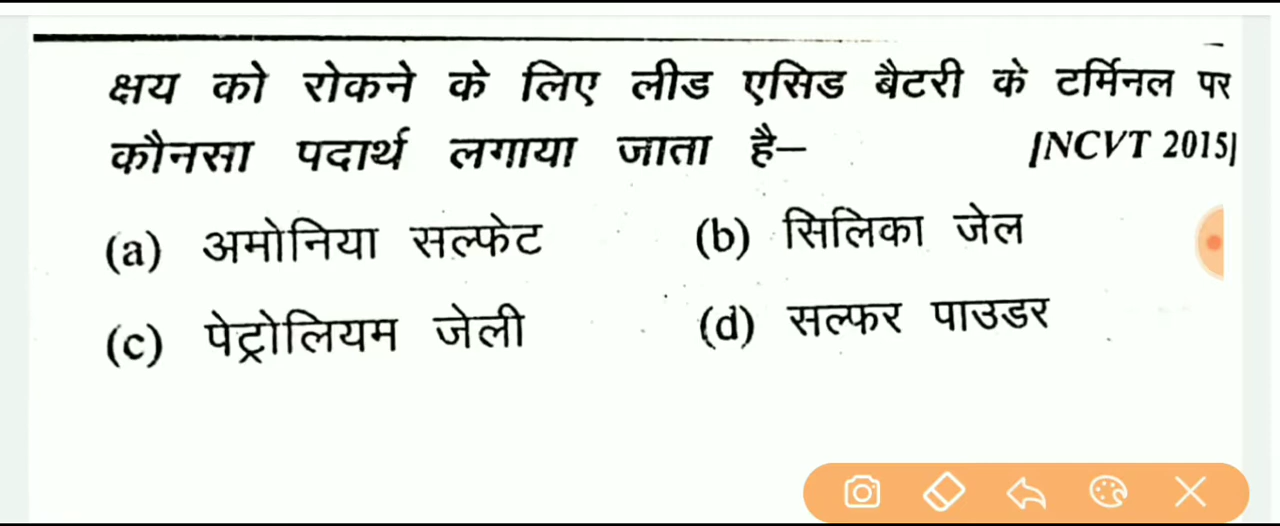 क्षय को रोकने के लिए लीड एसिड बैटरी के टर्मिनल पर
कौनसा पदार्थ लगाया जाता है– [NCVT 2015]
(a) अमोनिया सल्फेट (b) सिलिका जेल
(c) पेट्रोलियम जेली (d) सल्फर पाउडर